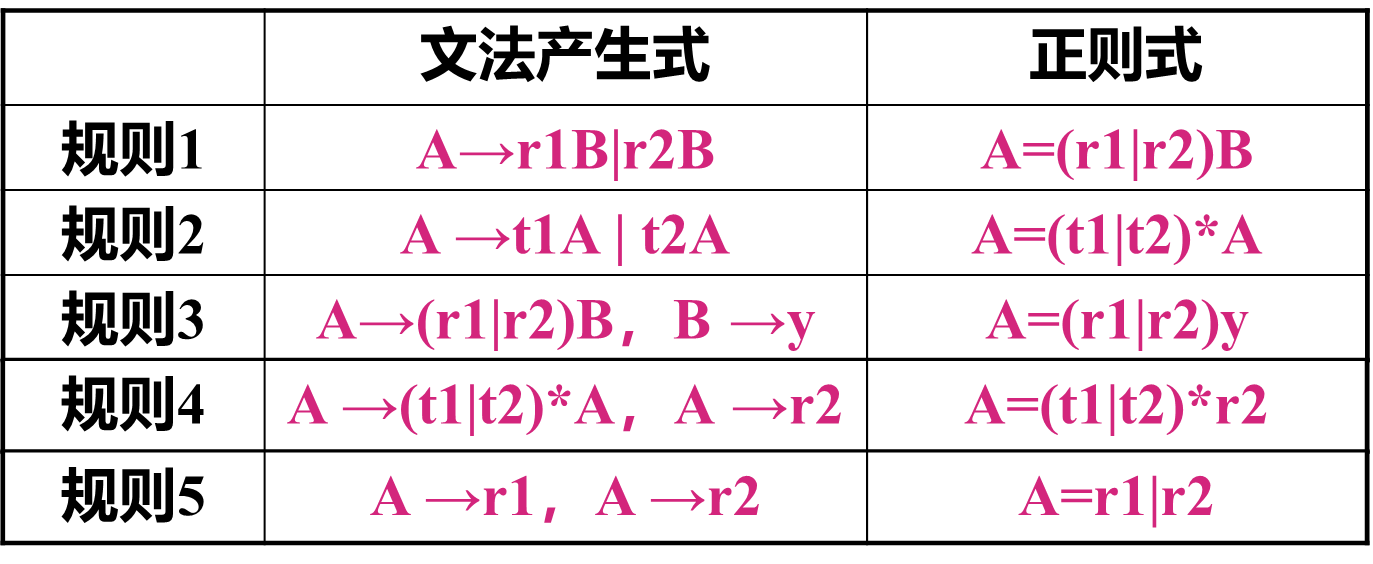 文法产生式 正则式
规则1 A→r1B|r2B A=(r1|r2)B
规则2 A →t1A | t2A A=(t1|t2)*A
规则3 A→(r1|r2)B，B →y A=(r1|r2)y
规则4 A →(t1|t2)*A，A →r2 A=(t1|t2)*r2
规则5 A →r1，A →r2 A=r1|r2